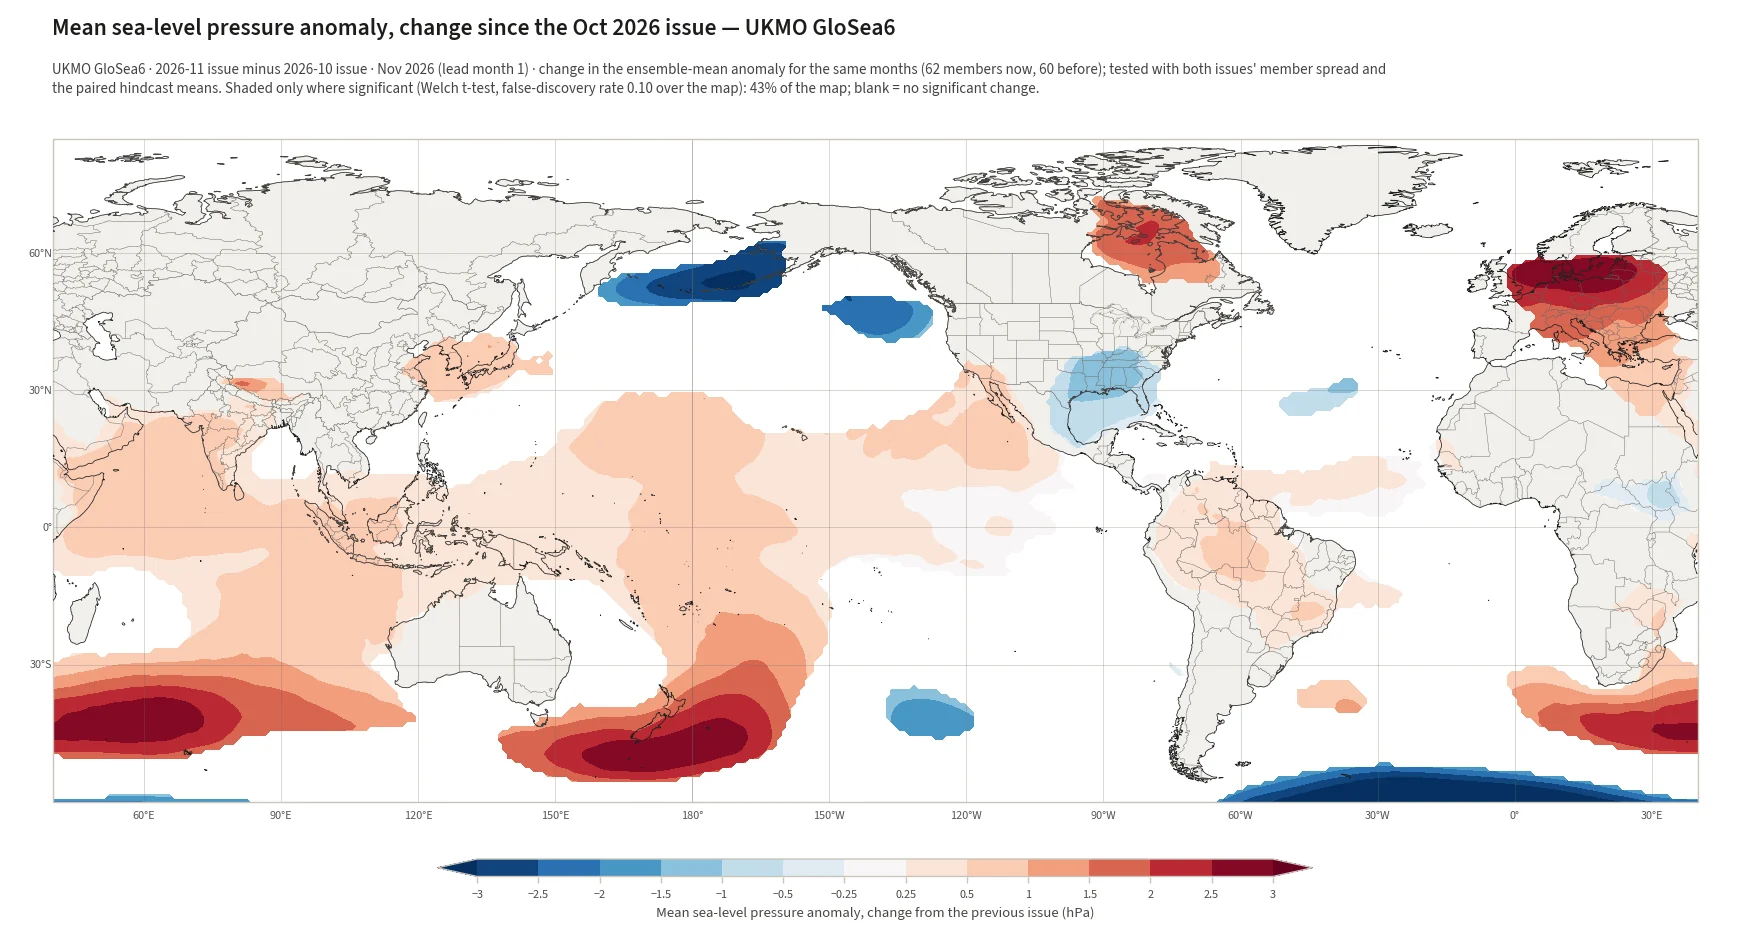 Mean sea-level pressure anomaly, change since the Oct 2026 issue — UKMO GloSea6
UKMO GloSea6 · 2026-11 issue minus 2026-10 issue · Nov 2026 (lead month 1) · change in the ensemble-mean anomaly for the same months (62 members now, 60 before); tested with both issues' member spread and
the paired hindcast means. Shaded only where significant (Welch t-test, false-discovery rate 0.10 over the map): 43% of the map; blank = no significant change.
60°N
30°N
0°
30°S
60°E 90°E 120°E 150°E 180° 150°W 120°W 90°W 60°W 30°W 0° 30°E
−3 −2.5 −2 −1.5 −1 −0.5 −0.25 0.25 0.5 1 1.5 2 2.5 3
Mean sea-level pressure anomaly, change from the previous issue (hPa)